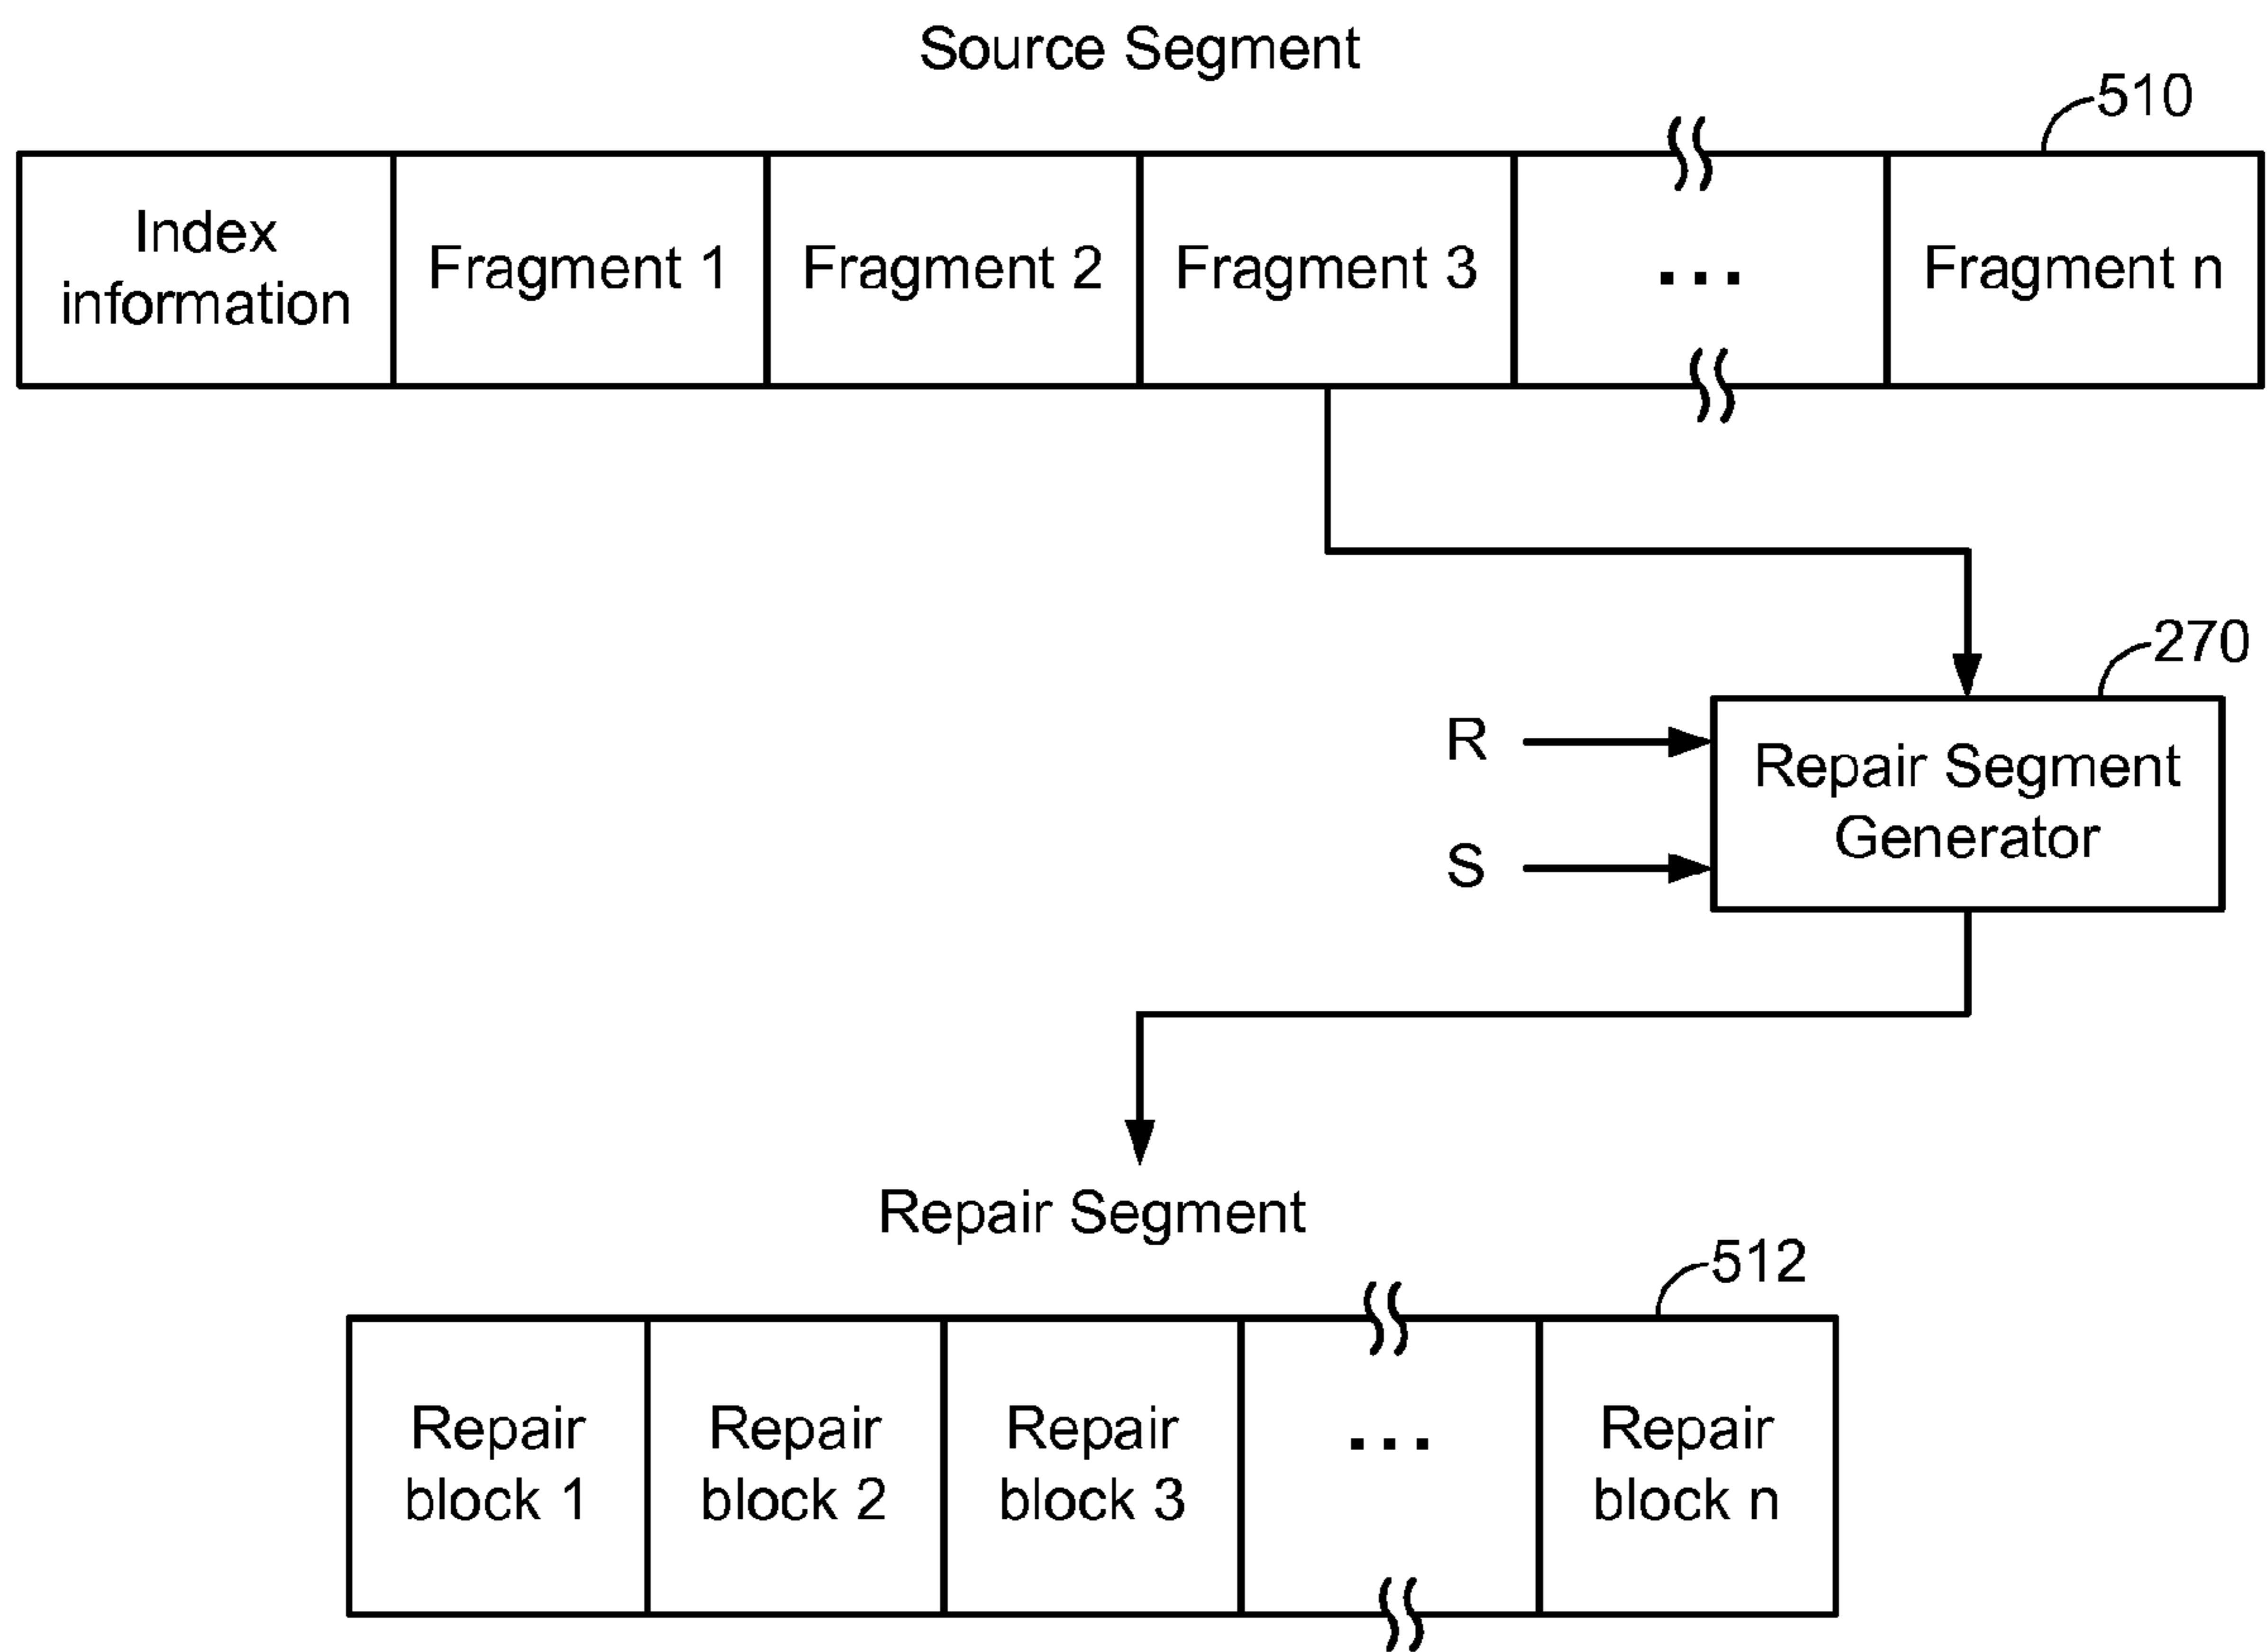 Source Segment
510
Index
information
Fragment 1
Fragment 2
Fragment 3
...
Fragment n
270
R
S
Repair Segment
Generator
Repair Segment
512
Repair
block 1
Repair
block 2
Repair
block 3
...
Repair
block n